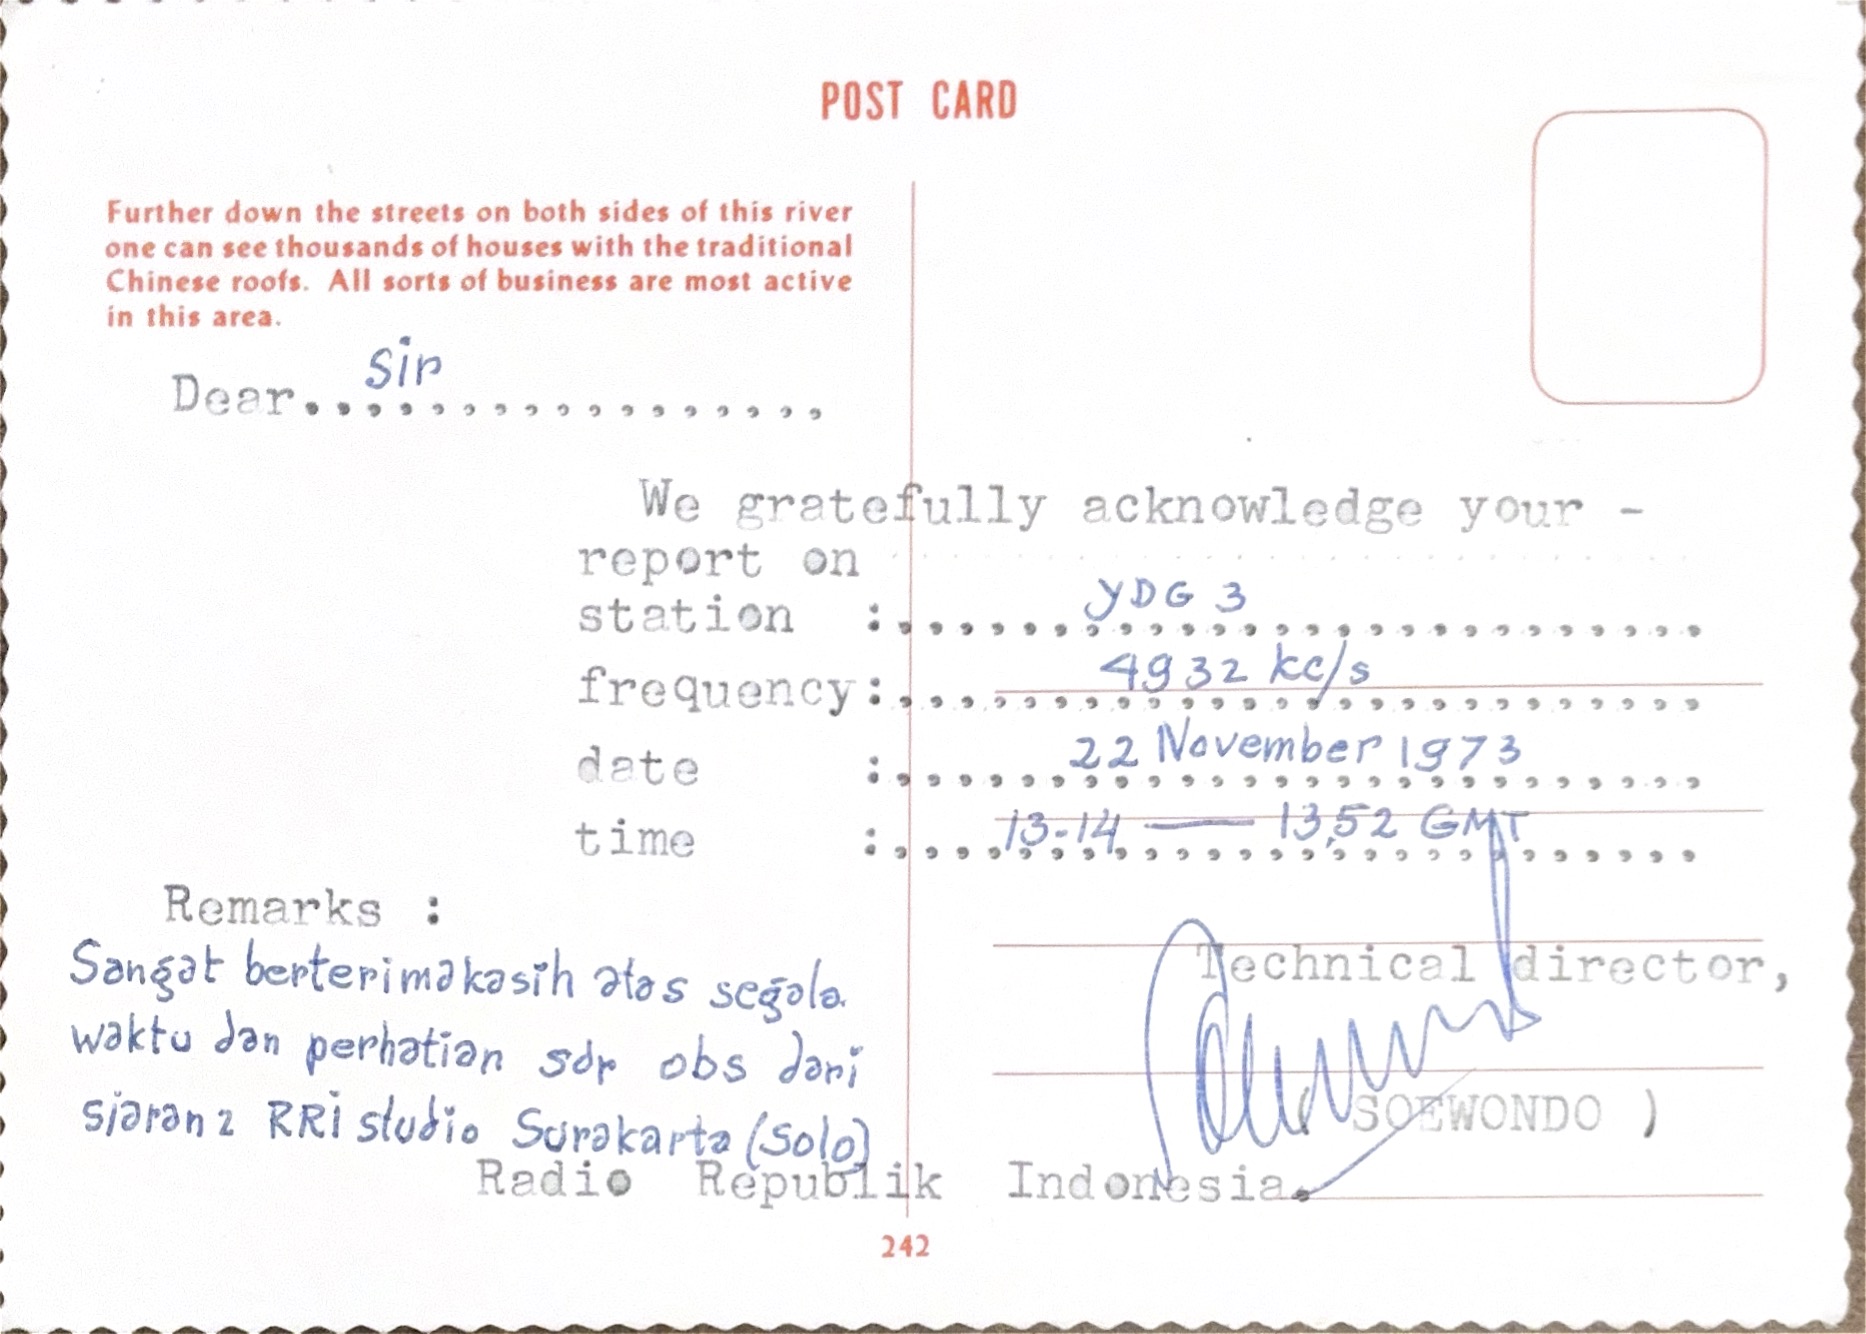 POST CARD
Further down the streets on both sides of this river
one can see thousands of houses with the traditional
Chinese roofs. All sorts of business are most active
in this area.
Dear..sir...............
We gratefully acknowledge your -
report on
station :....... YDG 3 ..............
frequency:....... 4932 kc/s ..............
date :....... 22 November 1973 ..............
time :.... 13-14 — 13,52 GMT ......
Remarks :
Sangat berterimakasih atas segala
waktu dan perhatian sdr obs dari
sjaran2 RRI studio Surakarta (Solo)
Technical director,
( SOEWONDO )
Radio Republik Indonesia.
242